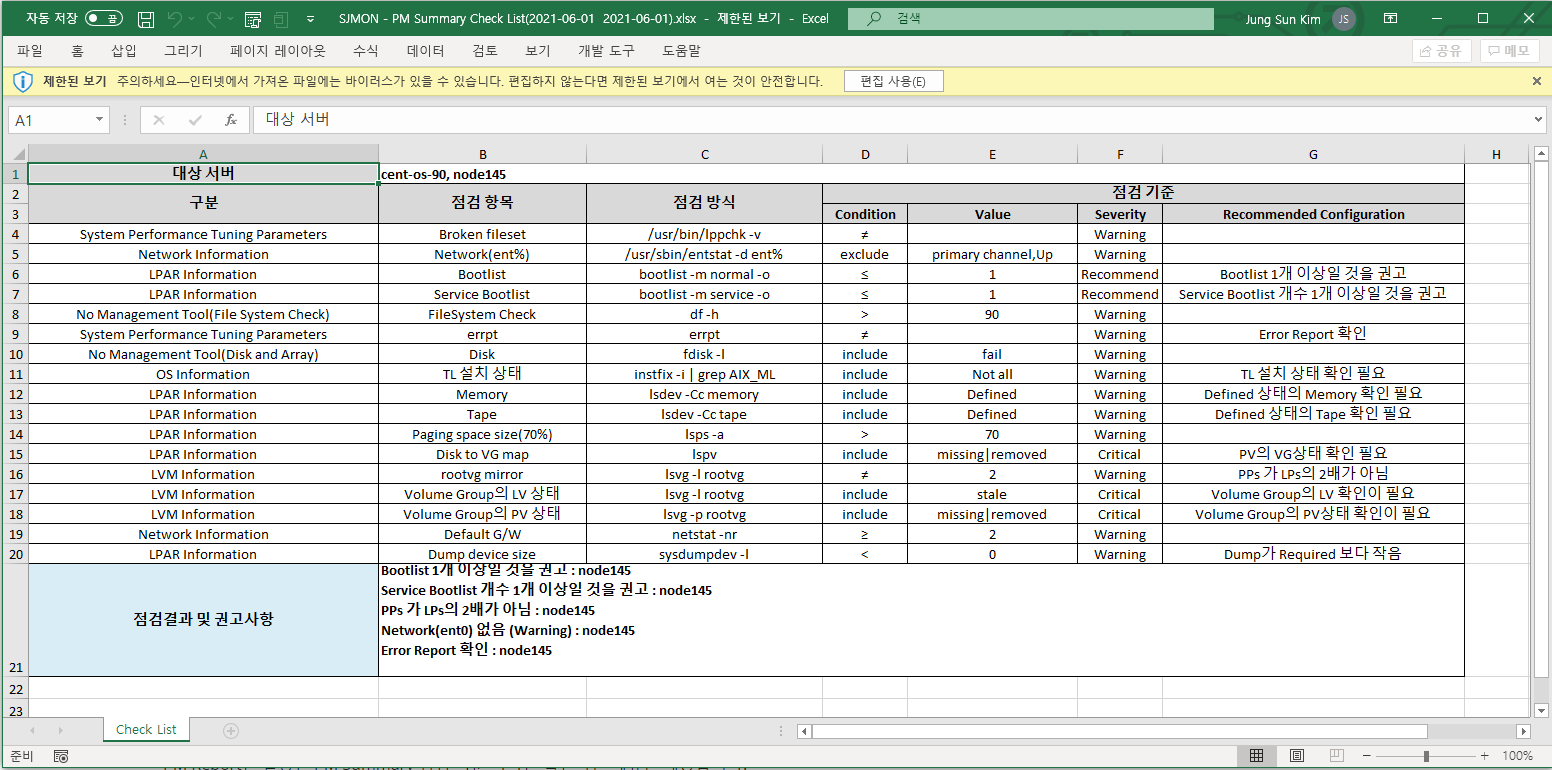 자동 저장 끔 SJMON - PM Summary Check List(2021-06-01 2021-06-01).xlsx - 제한된 보기 - Excel 검색 Jung Sun Kim JS
파일 홈 삽입 그리기 페이지 레이아웃 수식 데이터 검토 보기 개발 도구 도움말 공유 메모
제한된 보기 주의하세요—인터넷에서 가져온 파일에는 바이러스가 있을 수 있습니다. 편집하지 않는다면 제한된 보기에서 여는 것이 안전합니다. 편집 사용(E)
A1 fx 대상 서버
A B C D E F G H
1 대상 서버 cent-os-90, node145
2 구분 점검 항목 점검 방식 점검 기준
3 Condition Value Severity Recommended Configuration
4 System Performance Tuning Parameters Broken fileset /usr/bin/lppchk -v ≠ Warning
5 Network Information Network(ent%) /usr/sbin/entstat -d ent% exclude primary channel,Up Warning
6 LPAR Information Bootlist bootlist -m normal -o ≤ 1 Recommend Bootlist 1개 이상일 것을 권고
7 LPAR Information Service Bootlist bootlist -m service -o ≤ 1 Recommend Service Bootlist 개수 1개 이상일 것을 권고
8 No Management Tool(File System Check) FileSystem Check df -h > 90 Warning
9 System Performance Tuning Parameters errpt errpt ≠ Warning Error Report 확인
10 No Management Tool(Disk and Array) Disk fdisk -l include fail Warning
11 OS Information TL 설치 상태 instfix -i | grep AIX_ML include Not all Warning TL 설치 상태 확인 필요
12 LPAR Information Memory lsdev -Cc memory include Defined Warning Defined 상태의 Memory 확인 필요
13 LPAR Information Tape lsdev -Cc tape include Defined Warning Defined 상태의 Tape 확인 필요
14 LPAR Information Paging space size(70%) lsps -a > 70 Warning
15 LPAR Information Disk to VG map lspv include missing|removed Critical PV의 VG상태 확인 필요
16 LVM Information rootvg mirror lsvg -l rootvg ≠ 2 Warning PPs 가 LPs의 2배가 아님
17 LVM Information Volume Group의 LV 상태 lsvg -l rootvg include stale Critical Volume Group의 LV 확인이 필요
18 LVM Information Volume Group의 PV 상태 lsvg -p rootvg include missing|removed Critical Volume Group의 PV상태 확인이 필요
19 Network Information Default G/W netstat -nr ≥ 2 Warning
20 LPAR Information Dump device size sysdumpdev -l < 0 Warning Dump가 Required 보다 작음
21 점검결과 및 권고사항
Bootlist 1개 이상일 것을 권고 : node145
Service Bootlist 개수 1개 이상일 것을 권고 : node145
PPs 가 LPs의 2배가 아님 : node145
Network(ent0) 없음 (Warning) : node145
Error Report 확인 : node145
22
23
Check List
준비 100%